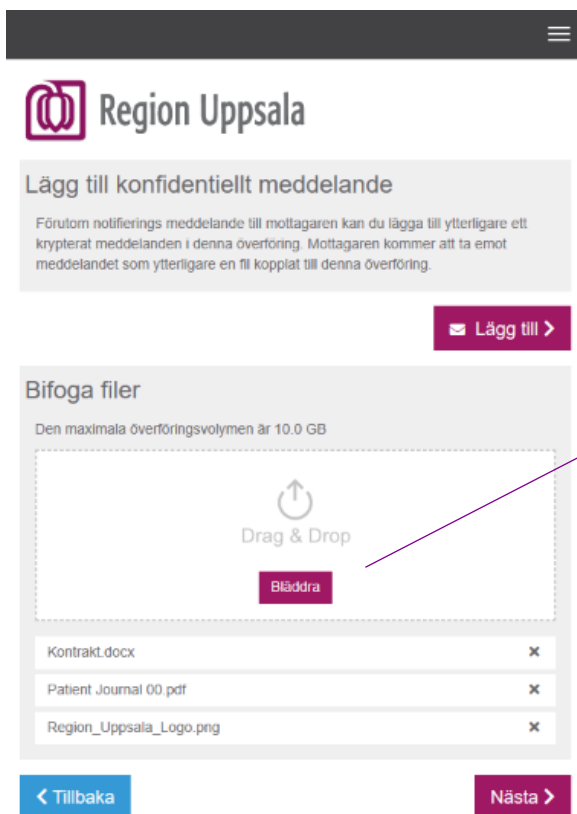 Region Uppsala
Lägg till konfidentiellt meddelande
Förutom notifierings meddelande till mottagaren kan du lägga till ytterligare ett
krypterat meddelanden i denna överföring. Mottagaren kommer att ta emot
meddelandet som ytterligare en fil kopplat till denna överföring.
Lägg till
Bifoga filer
Den maximala överföringsvolymen är 10.0 GB
Drag & Drop
Bläddra
Kontrakt.docx
Patient Journal 00.pdf
Region_Uppsala_Logo.png
Tillbaka
Nästa